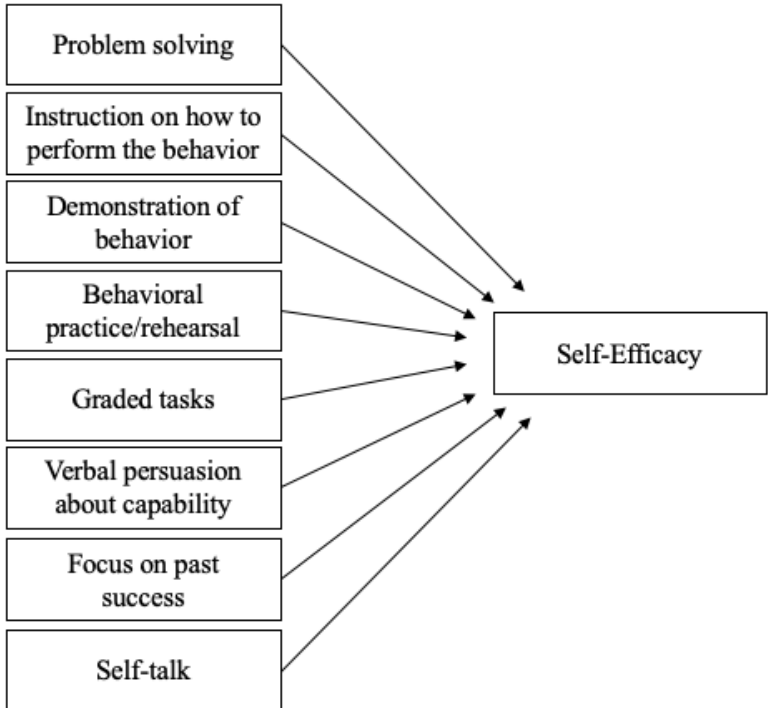 Problem solving
Instruction on how to
perform the behavior
Demonstration of
behavior
Behavioral
practice/rehearsal
Graded tasks
Verbal persuasion
about capability
Focus on past
success
Self-talk
Self-Efficacy